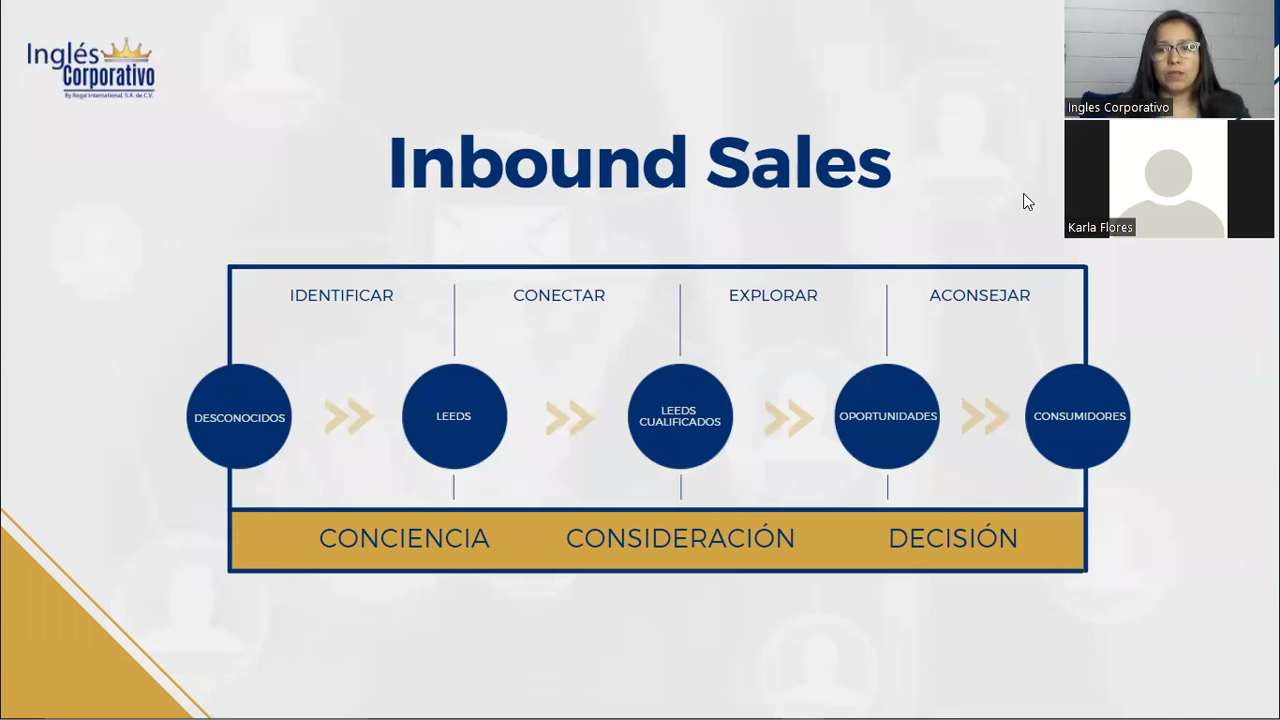 Inglés
Corporativo
By Regal International, S.A. de C.V.
Ingles Corporativo
Karla Flores
Inbound Sales
IDENTIFICAR
CONECTAR
EXPLORAR
ACONSEJAR
DESCONOCIDOS
LEEDS
LEEDS
CUALIFICADOS
OPORTUNIDADES
CONSUMIDORES
CONCIENCIA
CONSIDERACIÓN
DECISIÓN